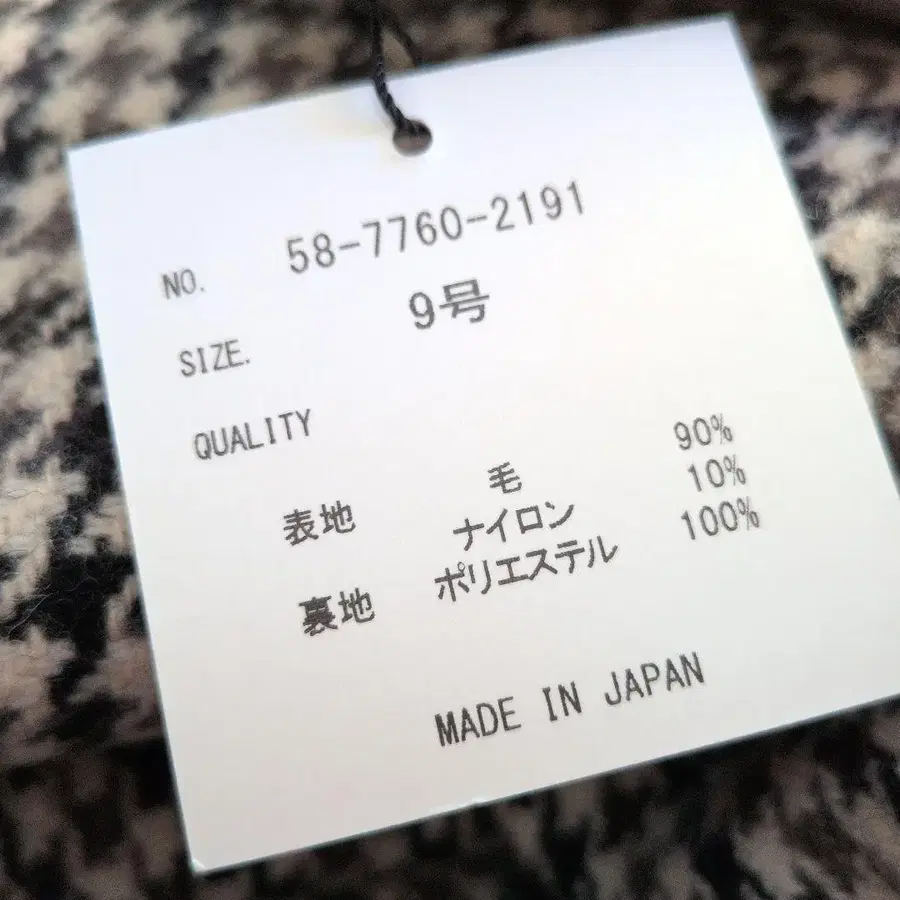 NO. 58-7760-2191
SIZE. 9号
QUALITY
表地 毛 90%
ナイロン 10%
裏地 ポリエステル 100%
MADE IN JAPAN